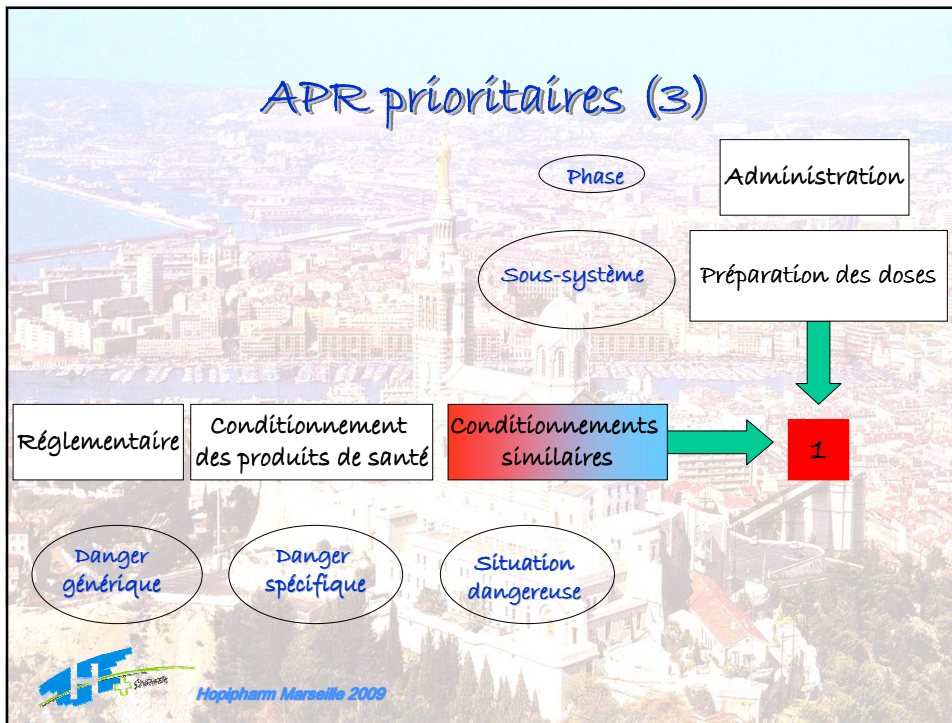 APR prioritaires (3)
Phase
Administration
Sous-système
Préparation des doses
Réglementaire
Conditionnement
des produits de santé
Conditionnements
similaires
1
Danger
générique
Danger
spécifique
Situation
dangereuse
Hopipharm Marseille 2009